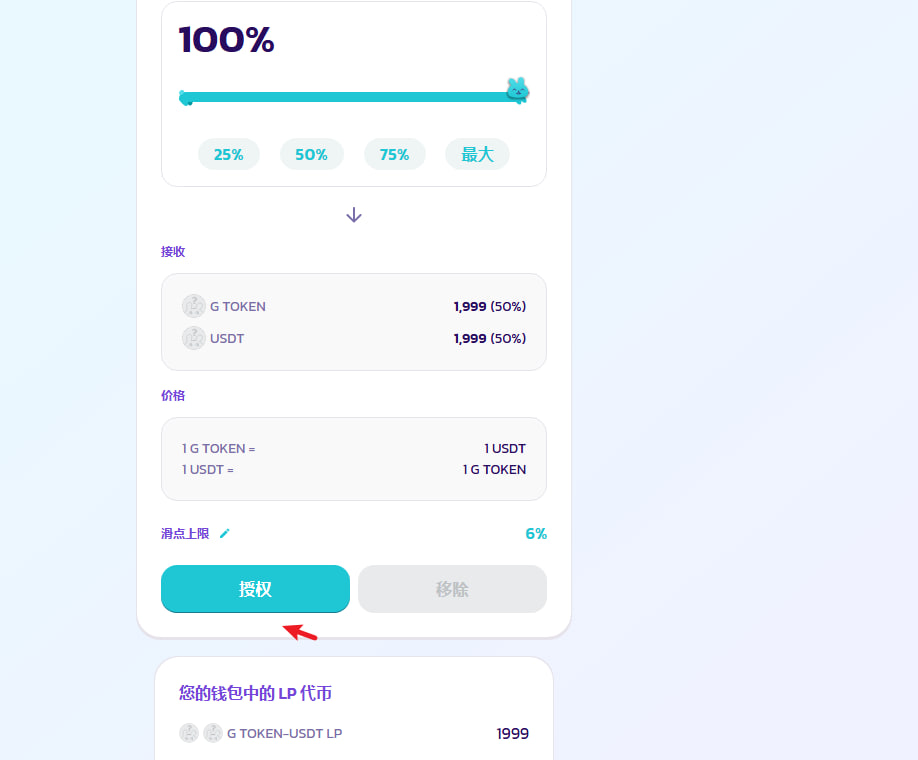 100%
25% 50% 75% 最大
接收
G TOKEN 1,999 (50%)
USDT 1,999 (50%)
价格
1 G TOKEN = 1 USDT
1 USDT = 1 G TOKEN
滑点上限 6%
授权 移除
您的钱包中的 LP 代币
G TOKEN-USDT LP 1999